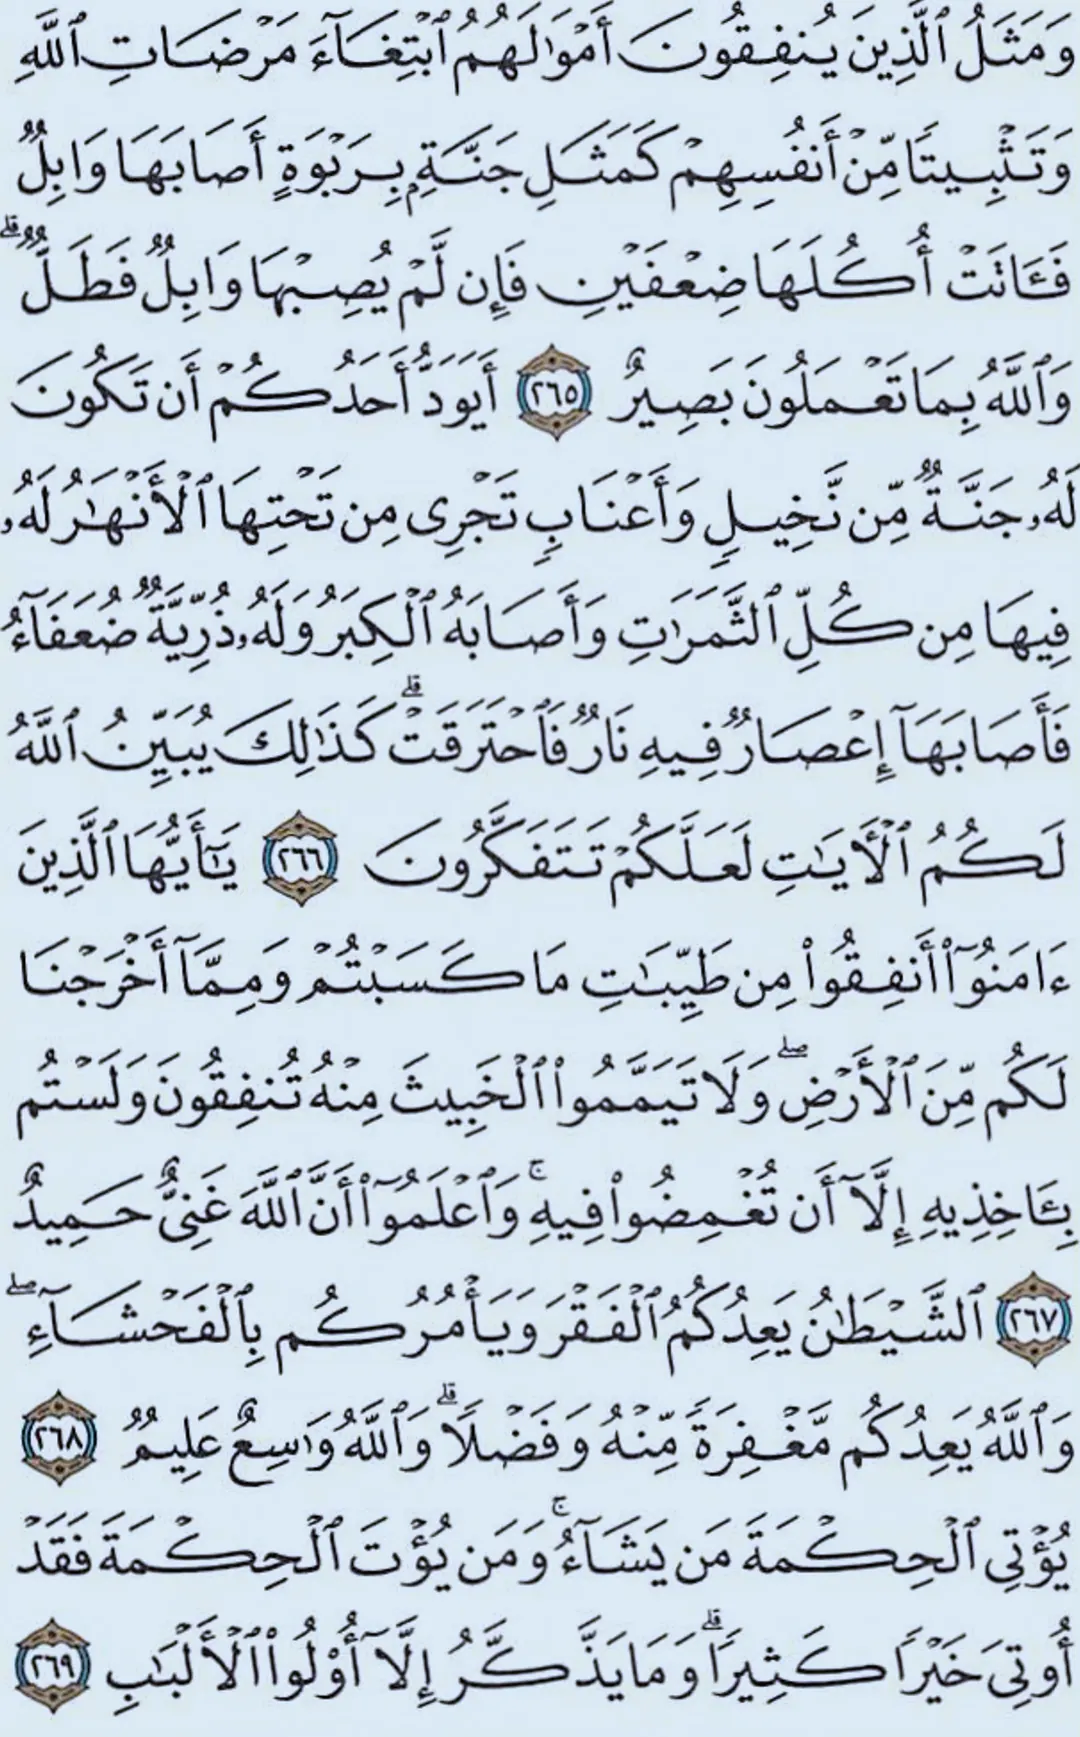 وَمَثَلُ ٱلَّذِينَ يُنفِقُونَ أَمْوَٰلَهُمُ ٱبْتِغَآءَ مَرْضَاتِ ٱللَّهِ
وَتَثْبِيتًا مِّنْ أَنفُسِهِمْ كَمَثَلِ جَنَّةٍۭ بِرَبْوَةٍ أَصَابَهَا وَابِلٌ
فَـَٔاتَتْ أُكُلَهَا ضِعْفَيْنِ فَإِن لَّمْ يُصِبْهَا وَابِلٌ فَطَلٌّ ۗ
وَٱللَّهُ بِمَا تَعْمَلُونَ بَصِيرٌ ٢٦٥ أَيَوَدُّ أَحَدُكُمْ أَن تَكُونَ
لَهُۥ جَنَّةٌ مِّن نَّخِيلٍ وَأَعْنَابٍ تَجْرِى مِن تَحْتِهَا ٱلْأَنْهَٰرُ لَهُۥ
فِيهَا مِن كُلِّ ٱلثَّمَرَٰتِ وَأَصَابَهُ ٱلْكِبَرُ وَلَهُۥ ذُرِّيَّةٌ ضُعَفَآءُ
فَأَصَابَهَآ إِعْصَارٌ فِيهِ نَارٌ فَٱحْتَرَقَتْ ۗ كَذَٰلِكَ يُبَيِّنُ ٱللَّهُ
لَكُمُ ٱلْأَيَٰتِ لَعَلَّكُمْ تَتَفَكَّرُونَ ٢٦٦ يَٰٓأَيُّهَا ٱلَّذِينَ
ءَامَنُوٓا۟ أَنفِقُوا۟ مِن طَيِّبَٰتِ مَا كَسَبْتُمْ وَمِمَّآ أَخْرَجْنَا
لَكُم مِّنَ ٱلْأَرْضِ ۖ وَلَا تَيَمَّمُوا۟ ٱلْخَبِيثَ مِنْهُ تُنفِقُونَ وَلَسْتُم
بِـَٔاخِذِيهِ إِلَّآ أَن تُغْمِضُوا۟ فِيهِ ۚ وَٱعْلَمُوٓا۟ أَنَّ ٱللَّهَ غَنِىٌّ حَمِيدٌ
٢٦٧ ٱلشَّيْطَٰنُ يَعِدُكُمُ ٱلْفَقْرَ وَيَأْمُرُكُم بِٱلْفَحْشَآءِ ۖ
وَٱللَّهُ يَعِدُكُم مَّغْفِرَةً مِّنْهُ وَفَضْلًا ۗ وَٱللَّهُ وَٰسِعٌ عَلِيمٌ ٢٦٨
يُؤْتِى ٱلْحِكْمَةَ مَن يَشَآءُ ۚ وَمَن يُؤْتَ ٱلْحِكْمَةَ فَقَدْ
أُوتِىَ خَيْرًا كَثِيرًا ۗ وَمَا يَذَّكَّرُ إِلَّآ أُو۟لُوا۟ ٱلْأَلْبَٰبِ ٢٦٩